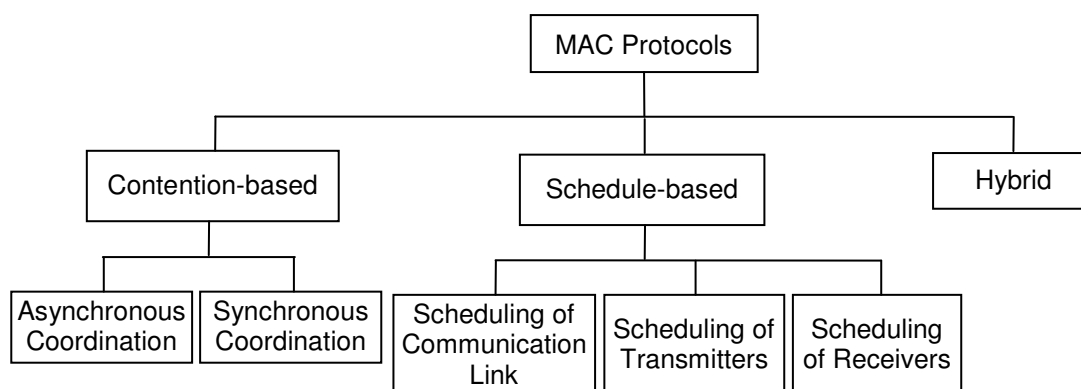 MAC Protocols
Contention-based
Schedule-based
Hybrid
Asynchronous
Coordination
Synchronous
Coordination
Scheduling of
Communication
Link
Scheduling of
Transmitters
Scheduling
of Receivers